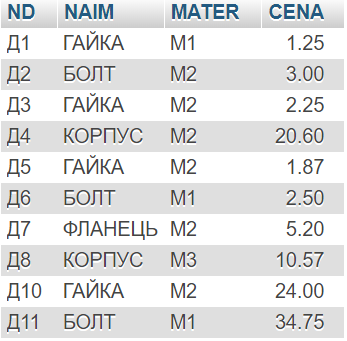 ND NAIM MATER CENA
Д1 ГАЙКА М1 1.25
Д2 БОЛТ М2 3.00
Д3 ГАЙКА М2 2.25
Д4 КОРПУС М2 20.60
Д5 ГАЙКА М2 1.87
Д6 БОЛТ М1 2.50
Д7 ФЛАНЕЦЬ М2 5.20
Д8 КОРПУС М3 10.57
Д10 ГАЙКА М2 24.00
Д11 БОЛТ М1 34.75